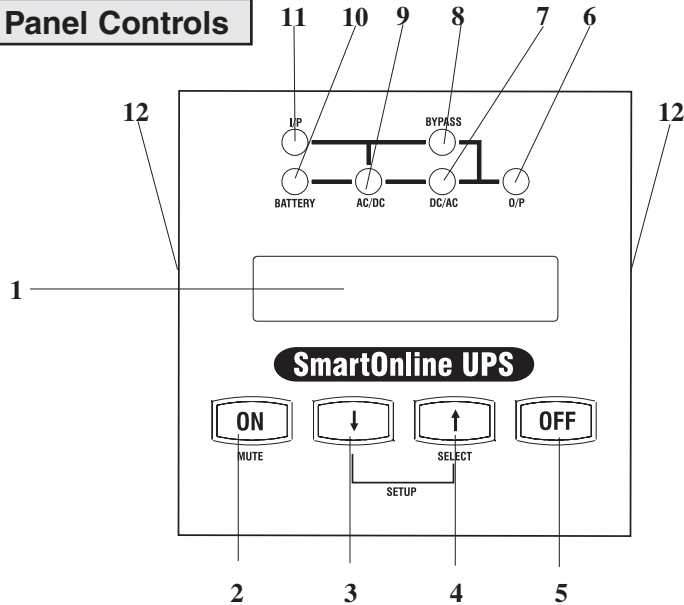 Panel Controls
11 10 9 8 7 6
12 12
I/P BYPASS
BATTERY AC/DC DC/AC O/P
1
SmartOnline UPS
ON ↓ ↑ OFF
MUTE SELECT
SETUP
2 3 4 5